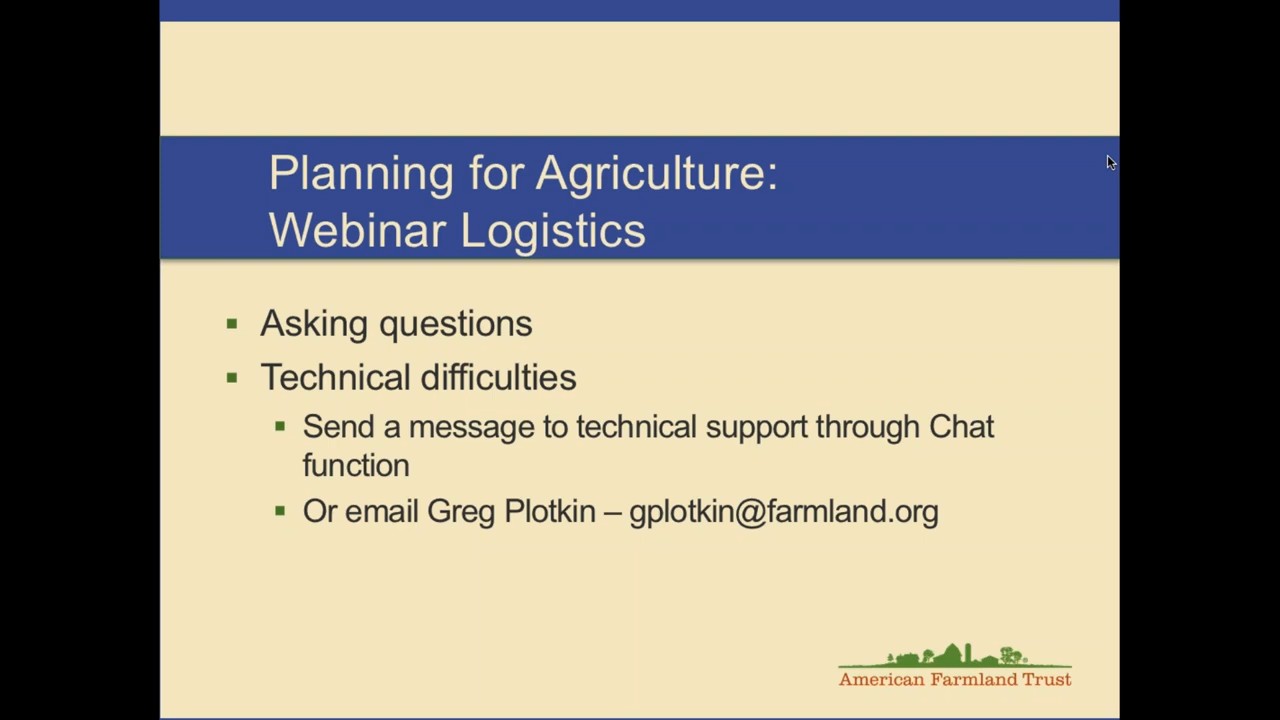 Planning for Agriculture:
Webinar Logistics
Asking questions
Technical difficulties
Send a message to technical support through Chat
function
Or email Greg Plotkin – gplotkin@farmland.org
American Farmland Trust